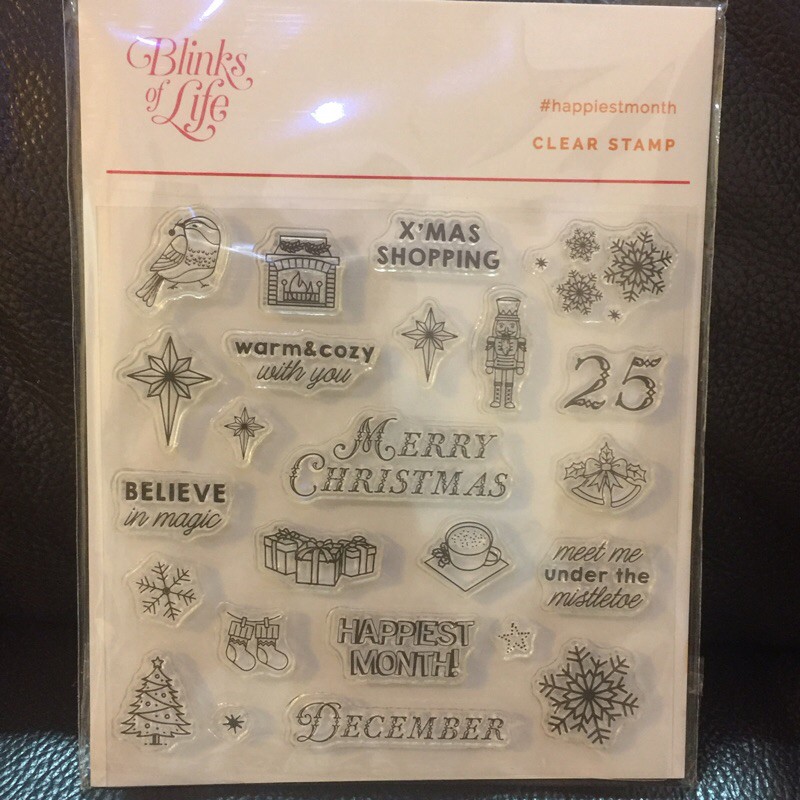 Blinks
of Life
#happiestmonth
CLEAR STAMP
X'MAS
SHOPPING
warm&cozy
with you
25
MERRY
CHRISTMAS
BELIEVE
in magic
meet me
under the
mistletoe
HAPPIEST
MONTH!
DECEMBER